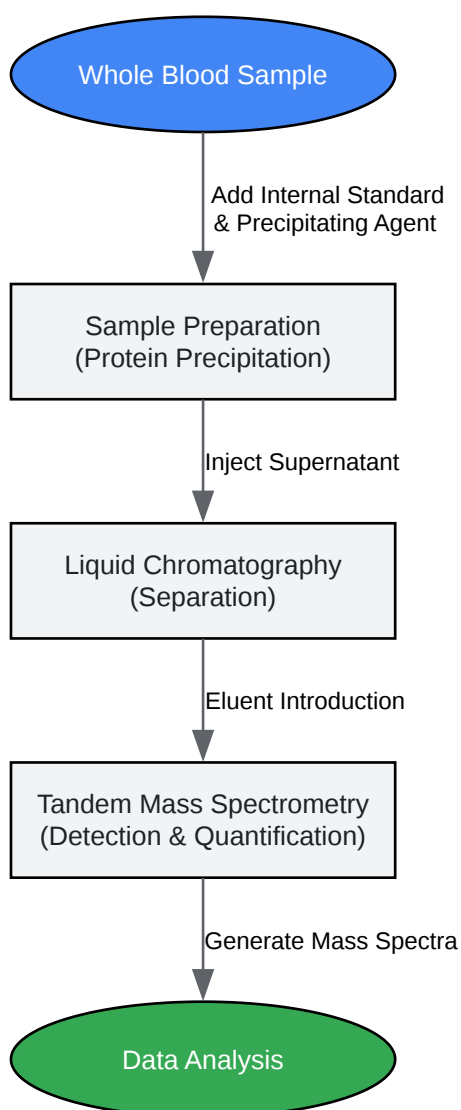 Whole Blood Sample
Add Internal Standard
& Precipitating Agent
Sample Preparation
(Protein Precipitation)
Inject Supernatant
Liquid Chromatography
(Separation)
Eluent Introduction
Tandem Mass Spectrometry
(Detection & Quantification)
Generate Mass Spectra
Data Analysis